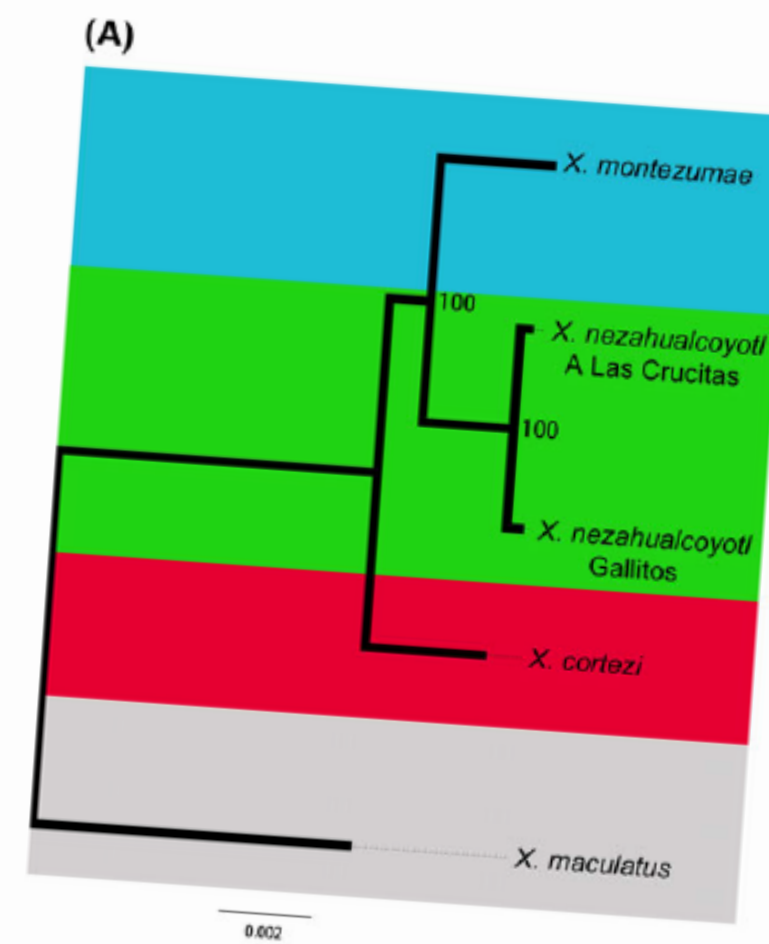 (A)
X. montezumae
100
X. nezahualcoyotl
A Las Crucitas
100
X. nezahualcoyotl
Gallitos
X. cortezi
X. maculatus
0.002